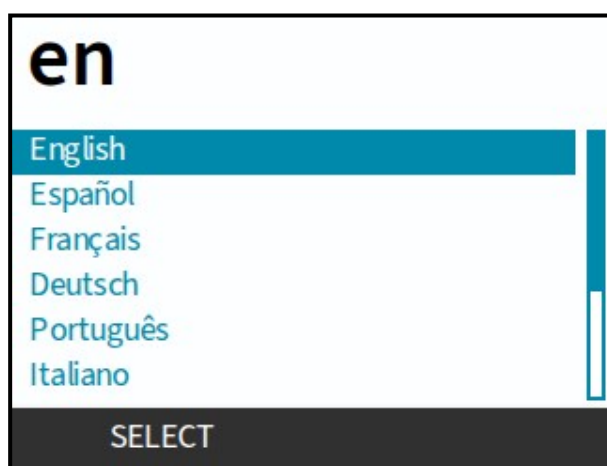 en
English
Español
Français
Deutsch
Português
Italiano
SELECT